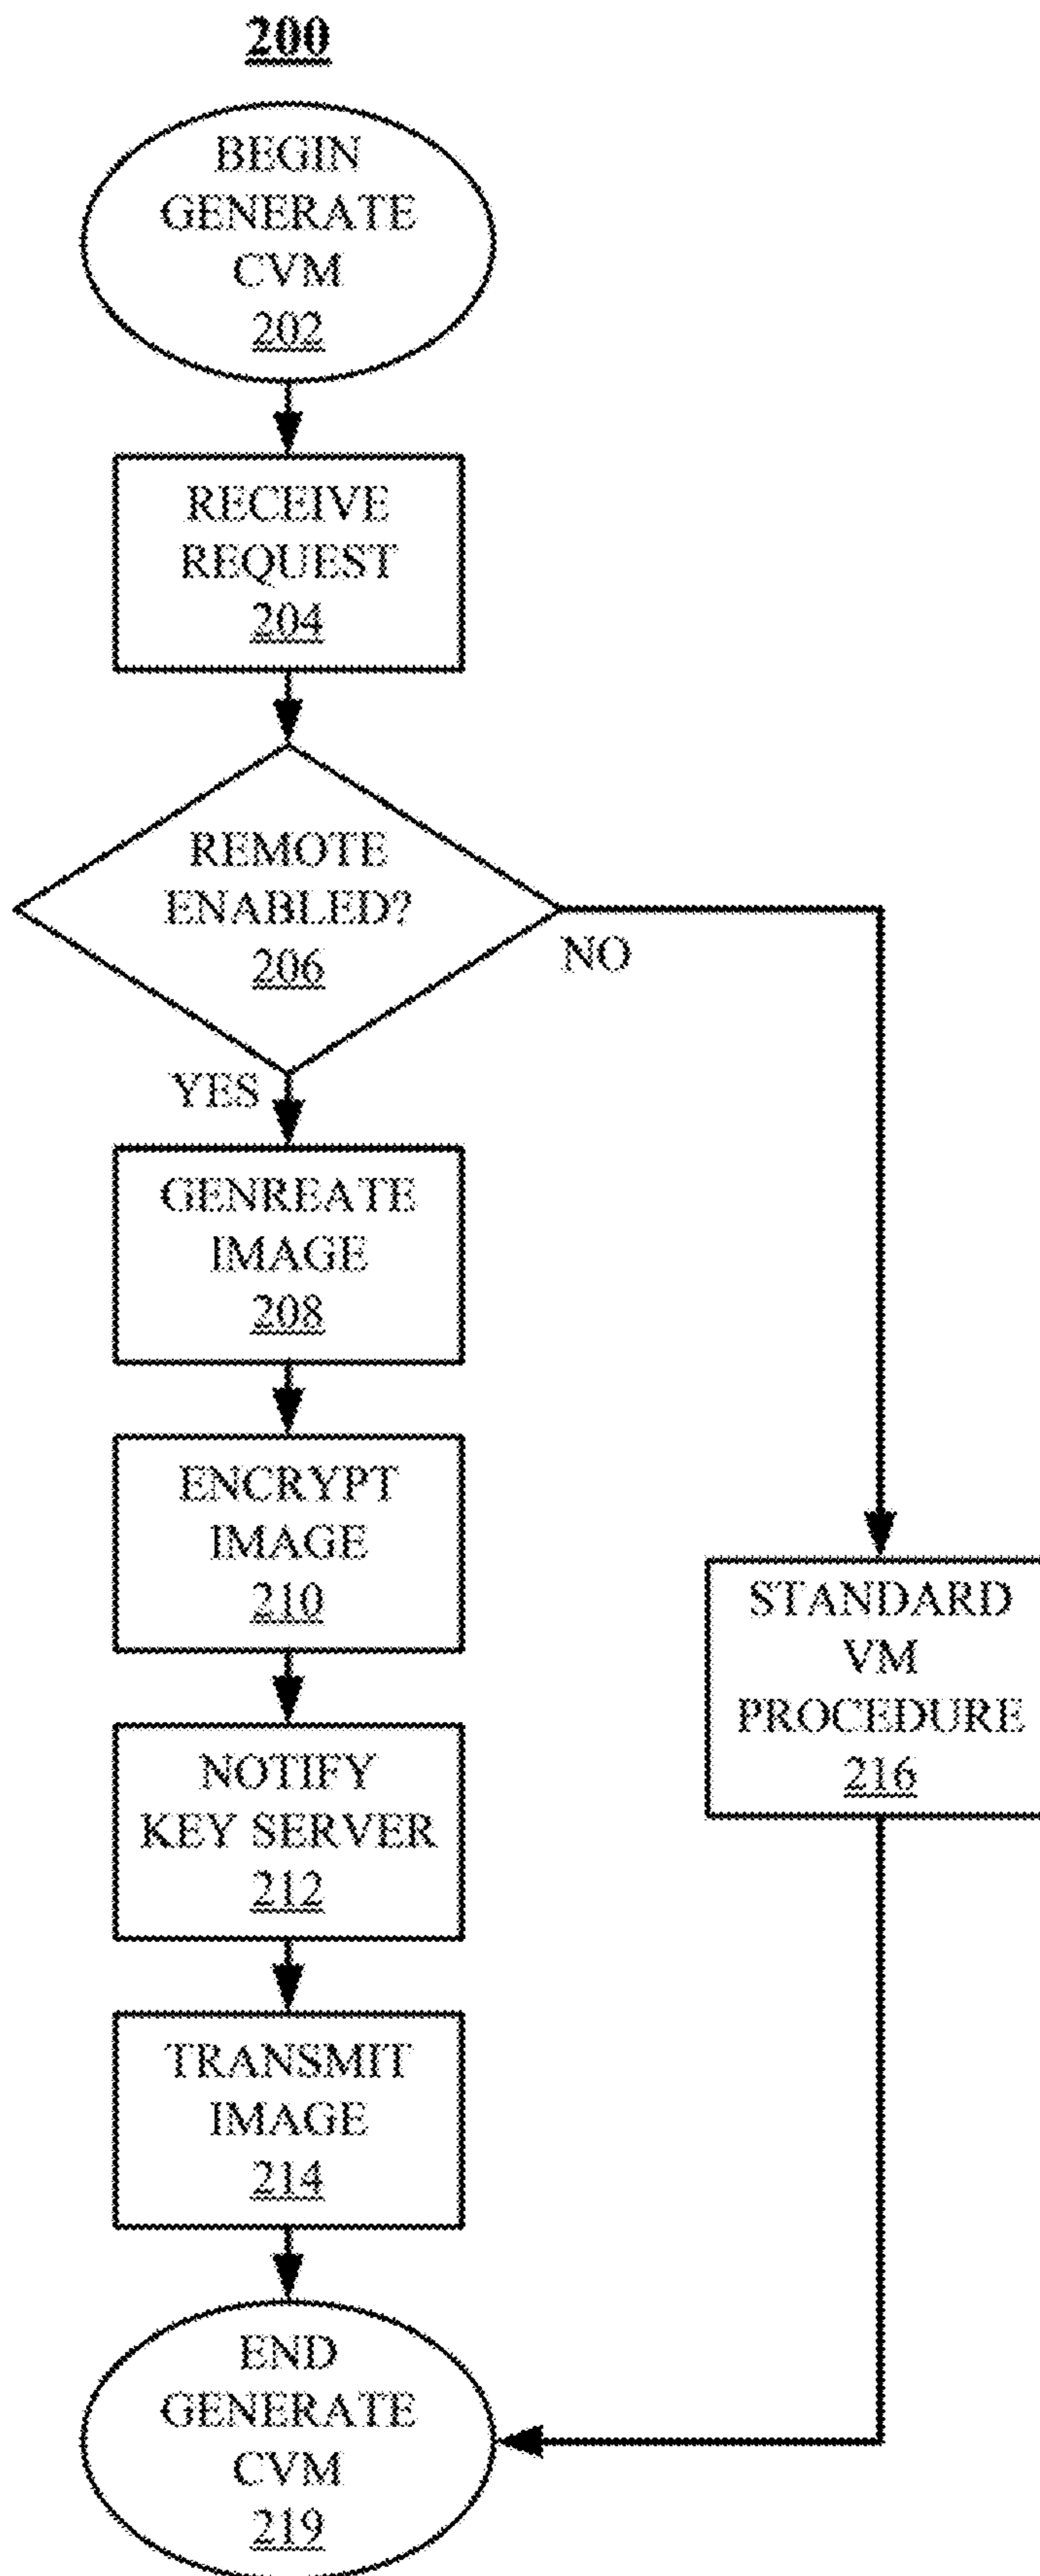 200
BEGIN
GENERATE
CVM
202
RECEIVE
REQUEST
204
REMOTE
ENABLED?
206
NO
YES
GENREATE
IMAGE
208
ENCRYPT
IMAGE
210
STANDARD
VM
PROCEDURE
216
NOTIFY
KEY SERVER
212
TRANSMIT
IMAGE
214
END
GENERATE
CVM
219